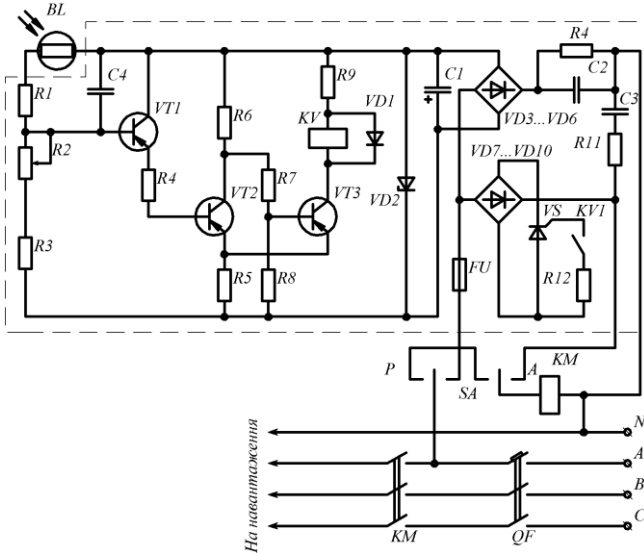 BL
R4
C2
R9
C1
C4
C3
R1
VT1
R6
KV
VD1
VD3...VD6
R11
R2
VD7...VD10
R4
VT2
R7
VT3
VD2
VS
KV1
R3
FU
R12
R5
R8
P
A
KM
SA
N
A
B
C
KM
QF
На навантаження